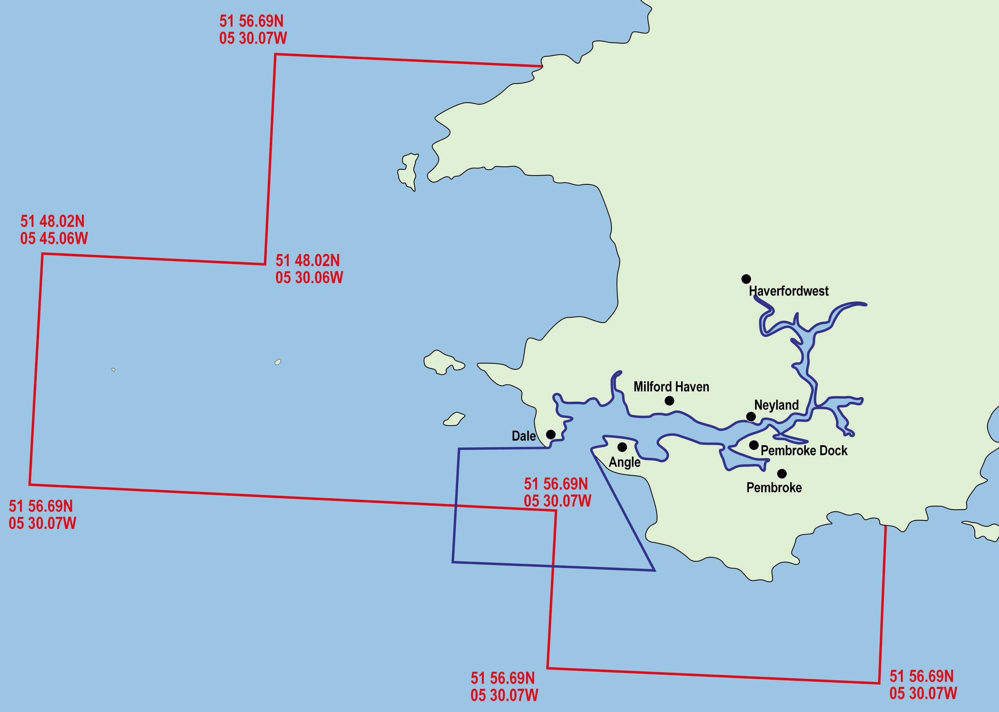 51 56.69N
05 30.07W
51 48.02N
05 45.06W
51 48.02N
05 30.06W
Haverfordwest
Milford Haven
Neyland
Dale
Pembroke Dock
Angle
Pembroke
51 56.69N
05 30.07W
51 56.69N
05 30.07W
51 56.69N
05 30.07W
51 56.69N
05 30.07W